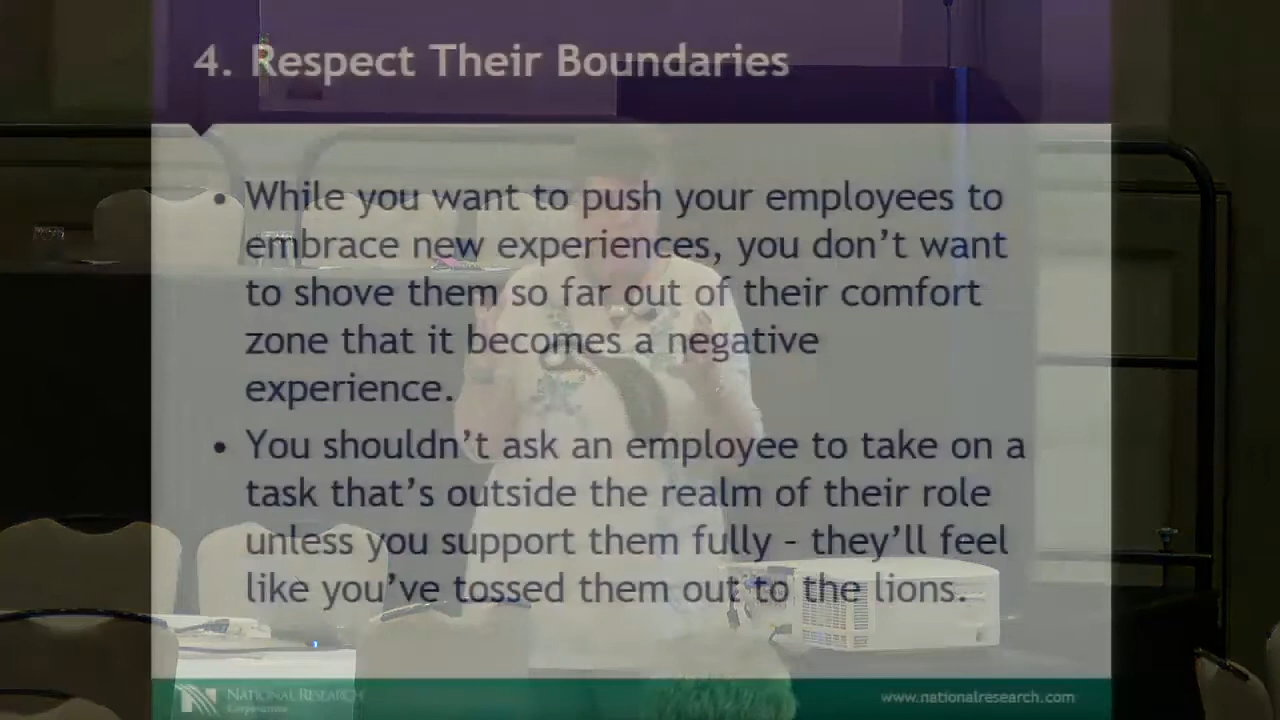 4. Respect Their Boundaries
• While you want to push your employees to
embrace new experiences, you don’t want
to shove them so far out of their comfort
zone that it becomes a negative
experience.
• You shouldn’t ask an employee to take on a
task that’s outside the realm of their role
unless you support them fully – they’ll feel
like you’ve tossed them out to the lions.
NATIONAL RESEARCH
Corporation
www.nationalresearch.com